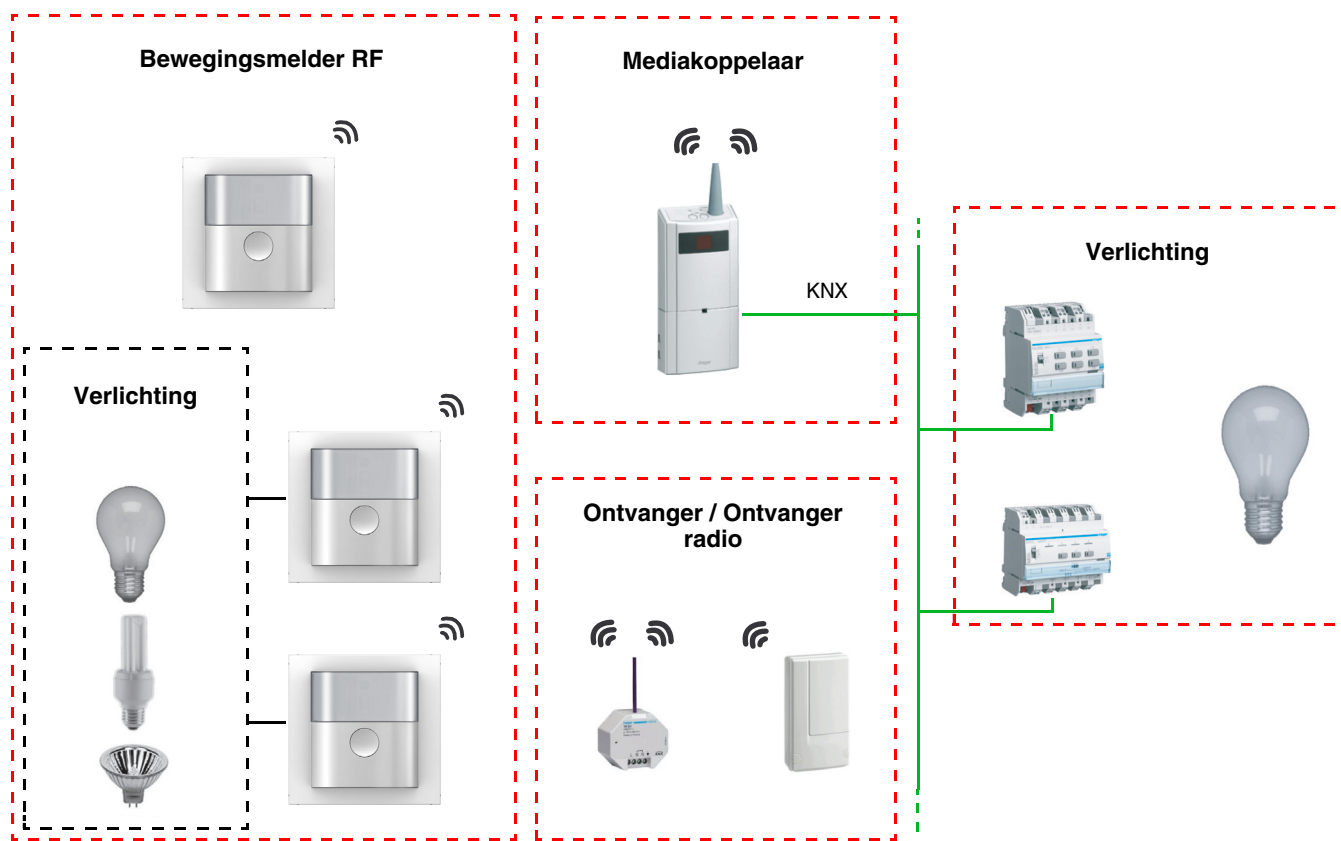 Bewegingsmelder RF
Mediakoppelaar
KNX
Verlichting
Verlichting
Ontvanger / Ontvanger
radio